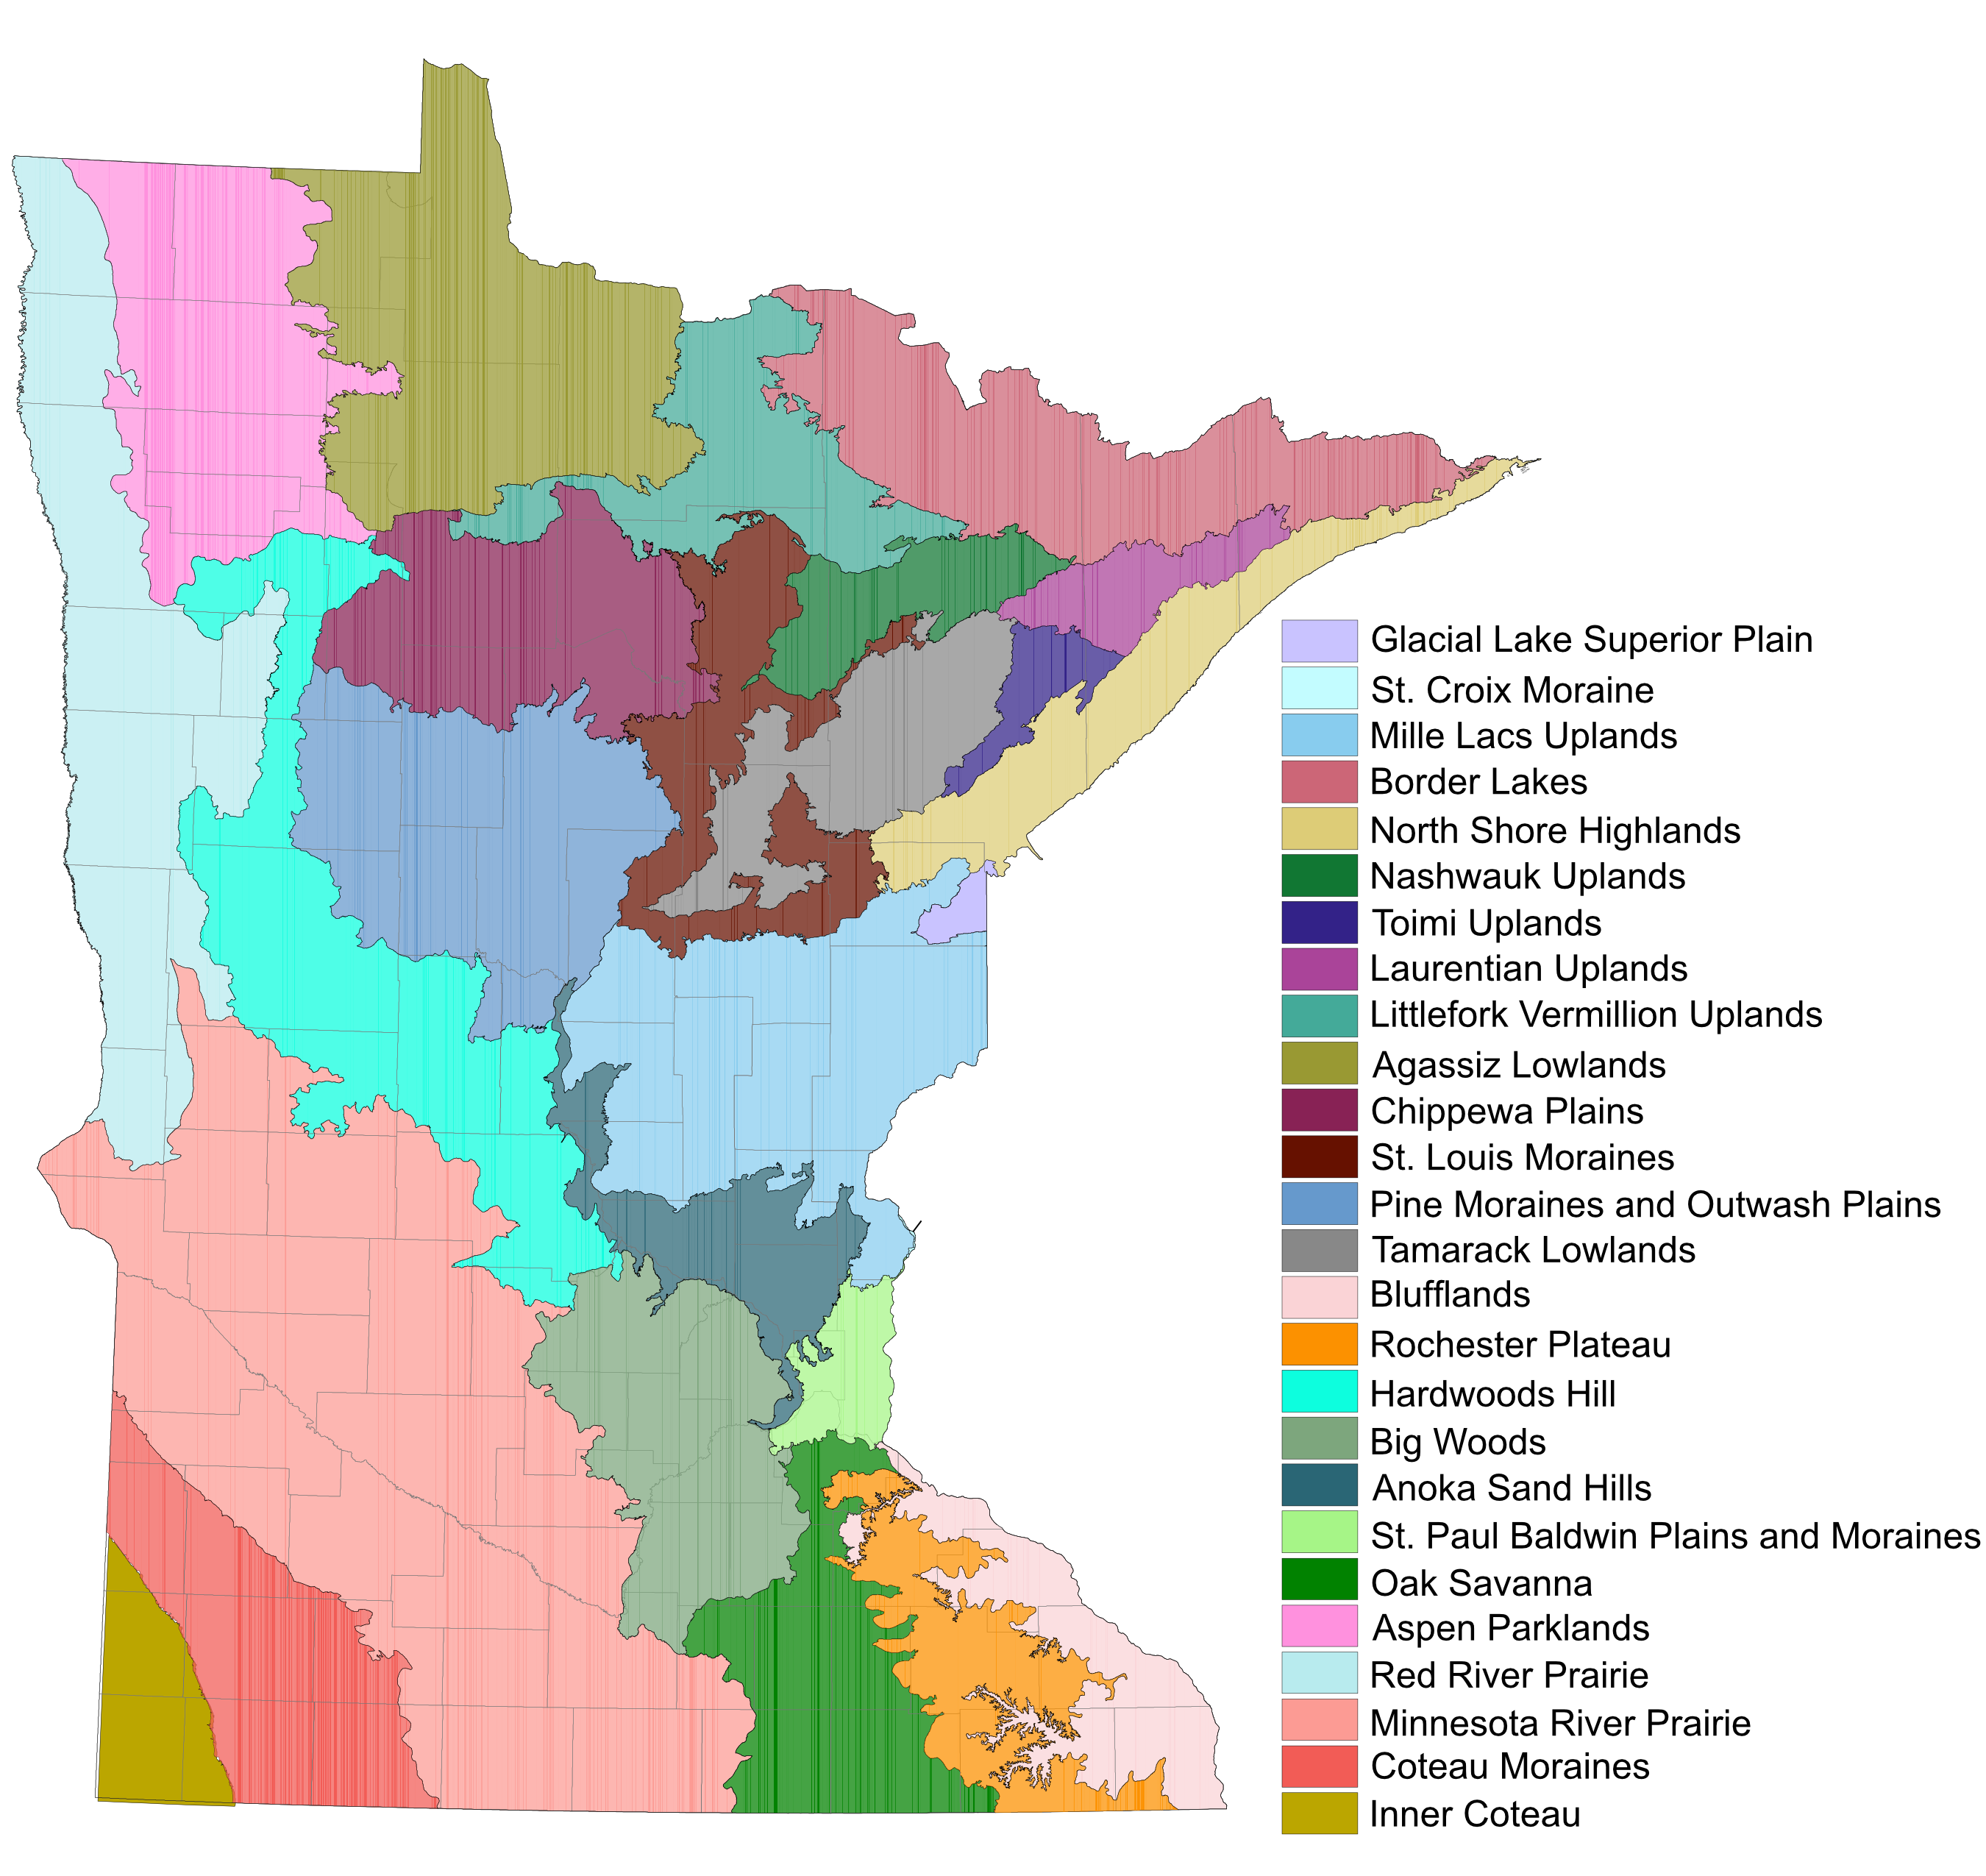 Glacial Lake Superior Plain
St. Croix Moraine
Mille Lacs Uplands
Border Lakes
North Shore Highlands
Nashwauk Uplands
Toimi Uplands
Laurentian Uplands
Littlefork Vermillion Uplands
Agassiz Lowlands
Chippewa Plains
St. Louis Moraines
Pine Moraines and Outwash Plains
Tamarack Lowlands
Blufflands
Rochester Plateau
Hardwoods Hill
Big Woods
Anoka Sand Hills
St. Paul Baldwin Plains and Moraines
Oak Savanna
Aspen Parklands
Red River Prairie
Minnesota River Prairie
Coteau Moraines
Inner Coteau